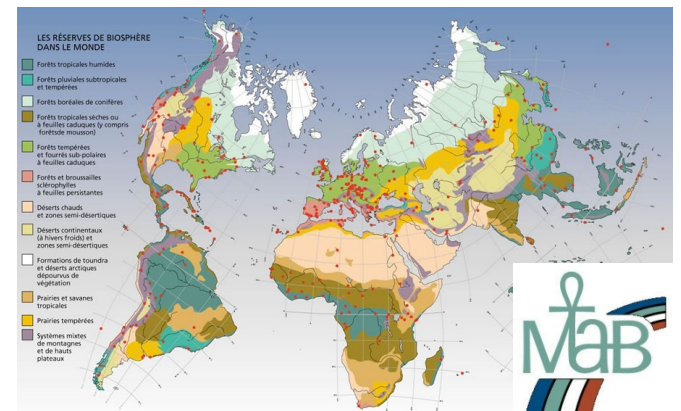 LES RÉSERVES DE BIOSPHÈRE
DANS LE MONDE
Forêts tropicales humides
Forêts pluviales subtropicales
et tempérées
Forêts boréales de conifères
Forêts tropicales sèches ou
à feuilles caduques (y compris
forêtsde mousson)
Forêts tempérées
et fourrés sub-polaires
à feuilles caduques
Forêts et broussailles
sclérophylles
à feuilles persistantes
Déserts chauds
et zones semi-désertiques
Déserts continentaux
(à hivers froids) et
zones semi-désertiques
Formations de toundra
et déserts arctiques
dépourvus de
végétation
Prairies et savanes
tropicales
Prairies tempérées
Systèmes mixtes
de montagnes
et de hauts
plateaux
MaB